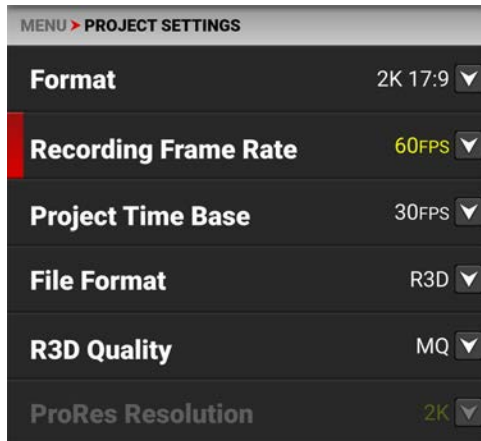 MENU > PROJECT SETTINGS
Format 2K 17:9
Recording Frame Rate 60FPS
Project Time Base 30FPS
File Format R3D
R3D Quality MQ
ProRes Resolution 2K